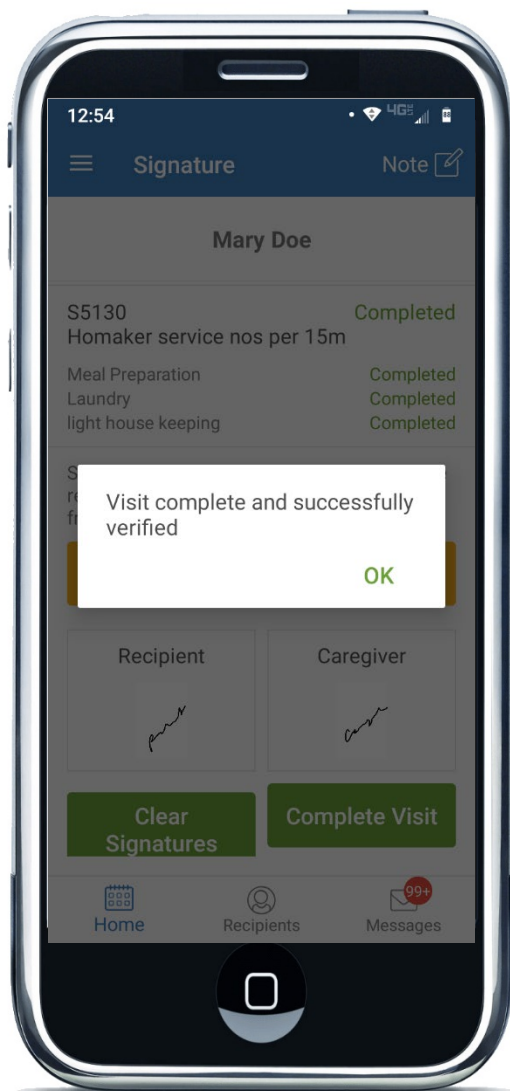 12:54
4GE
Signature
Note
Mary Doe
S5130
Completed
Homaker service nos per 15m
Meal Preparation
Completed
Laundry
Completed
light house keeping
Completed
Visit complete and successfully
verified
OK
Recipient
Caregiver
Clear
Signatures
Complete Visit
99+
Home
Recipients
Messages